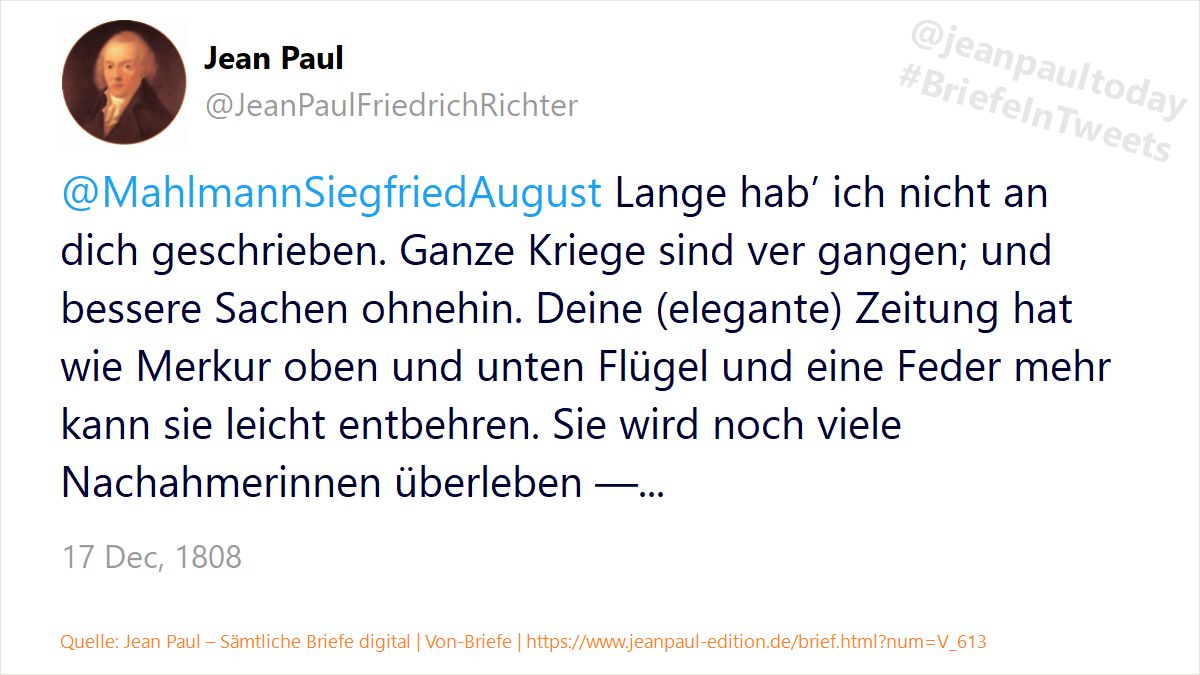 Jean Paul
@JeanPaulFriedrichRichter
@jeanpaultoday
#BriefeInTweets
@MahlmannSiegfriedAugust Lange hab’ ich nicht an
dich geschrieben. Ganze Kriege sind ver gangen; und
bessere Sachen ohnehin. Deine (elegante) Zeitung hat
wie Merkur oben und unten Flügel und eine Feder mehr
kann sie leicht entbehren. Sie wird noch viele
Nachahmerinnen überleben —...
17 Dec, 1808
Quelle: Jean Paul – Sämtliche Briefe digital | Von-Briefe | https://www.jeanpaul-edition.de/brief.html?num=V_613